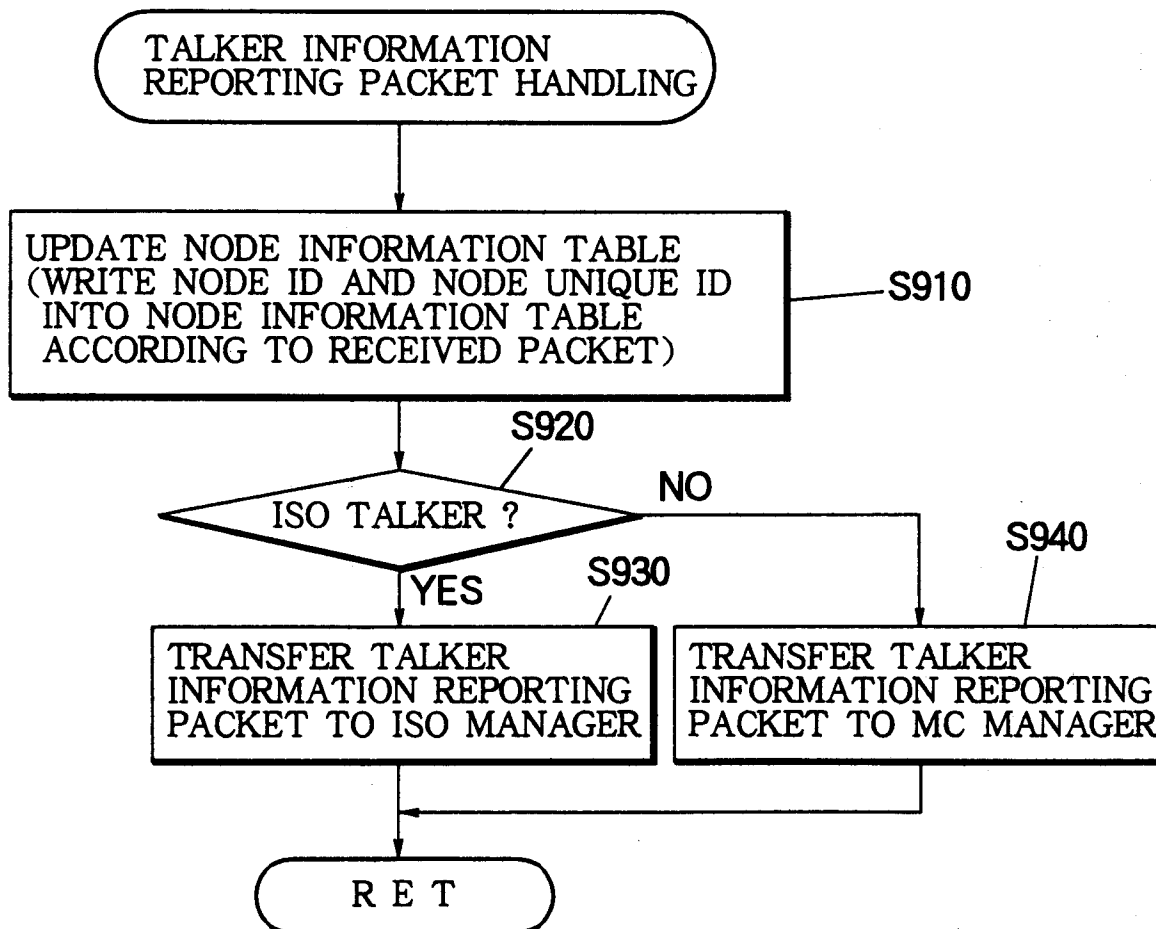 TALKER INFORMATION
REPORTING PACKET HANDLING
UPDATE NODE INFORMATION TABLE
(WRITE NODE ID AND NODE UNIQUE ID
INTO NODE INFORMATION TABLE
ACCORDING TO RECEIVED PACKET)
S910
S920
ISO TALKER ?
NO
YES
S930
S940
TRANSFER TALKER
INFORMATION REPORTING
PACKET TO ISO MANAGER
TRANSFER TALKER
INFORMATION REPORTING
PACKET TO MC MANAGER
R E T